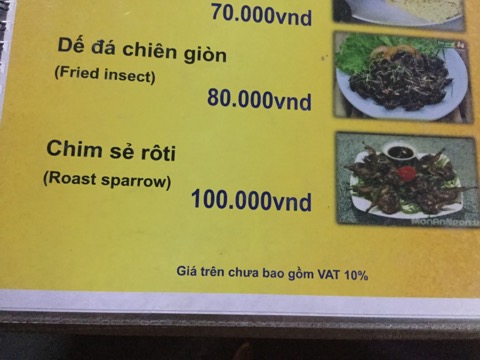 70.000vnd
Dế đá chiên giòn
(Fried insect)
80.000vnd
Chim sẻ rôti
(Roast sparrow)
100.000vnd
Giá trên chưa bao gồm VAT 10%